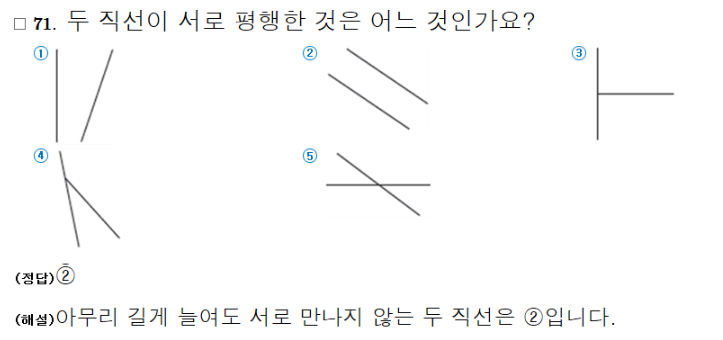 □ 71. 두 직선이 서로 평행한 것은 어느 것인가요?
① ② ③
④ ⑤
(정답)②
(해설)아무리 길게 늘여도 서로 만나지 않는 두 직선은 ②입니다.